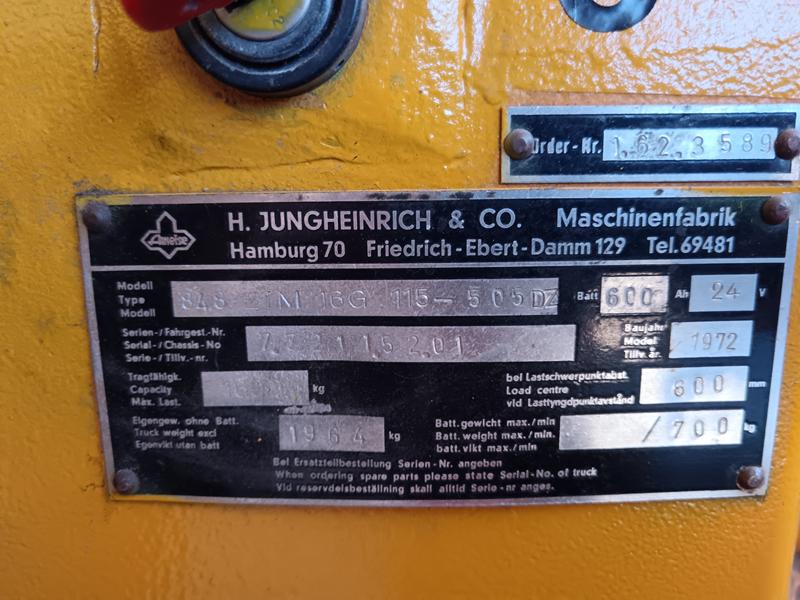 Order-Nr. 1.62.3589
Ameise
H. JUNGHEINRICH & CO. Maschinenfabrik
Hamburg 70 Friedrich-Ebert-Damm 129 Tel. 69481
Modell
Type
Modell
16G 115-505DZ
Batt 600 Ah 24 V
Serien-/Fahrgest.-Nr.
Serial-/Chassis-No
Serie-/Tillv.-nr.
Baujahr
Model
Tillv. år.
1972
Tragfähigk.
Capacity
Max. Last.
kg
bei Lastschwerpunktabst.
Load centre
vid Lasttyngdpunktavstånd
600 mm
Eigengew. ohne Batt.
Truck weight excl
Egenvikt utan batt
1964 kg
Batt.gewicht max./min
Batt. weight max./min.
batt. vikt max./min.
/700 kg
Bei Ersatzteilbestellung Serien-Nr. angeben
When ordering spare parts please state Serial-No. of truck
Vid reservdelsbeställning skall alltid Serie-nr anges.